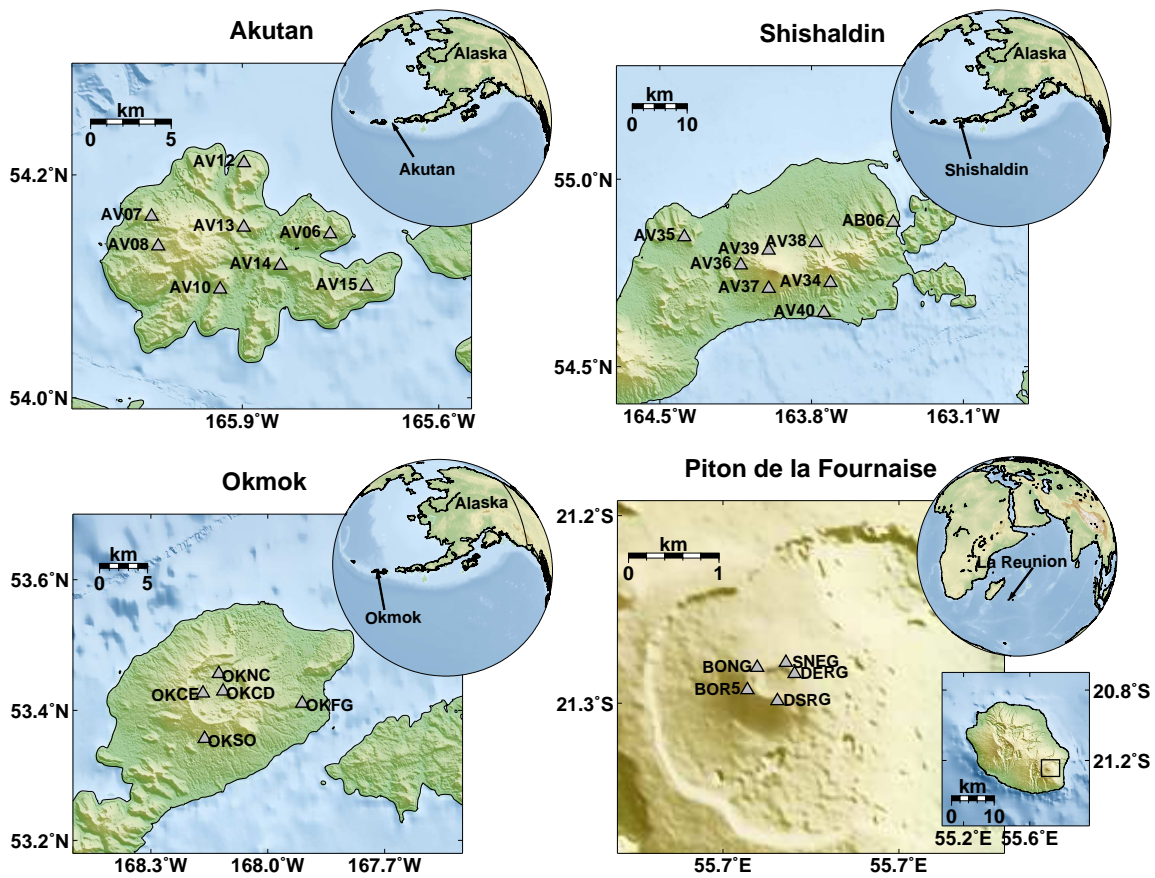 Akutan
Alaska
Akutan
km
0 5
AV12
AV07
AV13
AV06
AV08
AV14
AV10
AV15
54.2°N
54.0°N
165.9°W 165.6°W
Shishaldin
Alaska
Shishaldin
km
0 10
55.0°N
54.5°N
AB06
AV35
AV38
AV39
AV36
AV34
AV37
AV40
164.5°W 163.8°W 163.1°W
Okmok
Alaska
Okmok
km
0 5
53.6°N
53.4°N
53.2°N
OKNC
OKCE OKCD
OKFG
OKSO
168.3°W 168.0°W 167.7°W
Piton de la Fournaise
La Reunion
21.2°S
21.3°S
km
0 1
SNEG
BONG
DERG
BOR5
DSRG
55.7°E 55.7°E
20.8°S
21.2°S
km
0 10
55.2°E 55.6°E